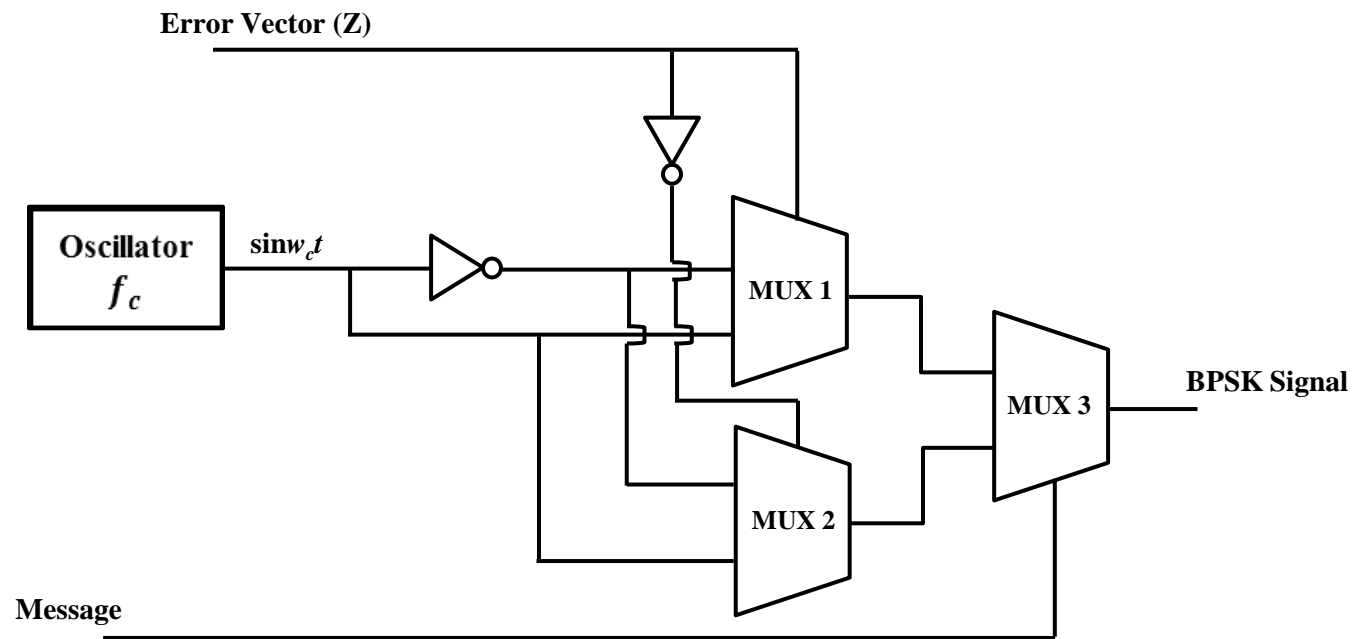 Error Vector (Z)
Oscillator
f_c
sinw_ct
MUX 1
MUX 2
MUX 3
BPSK Signal
Message